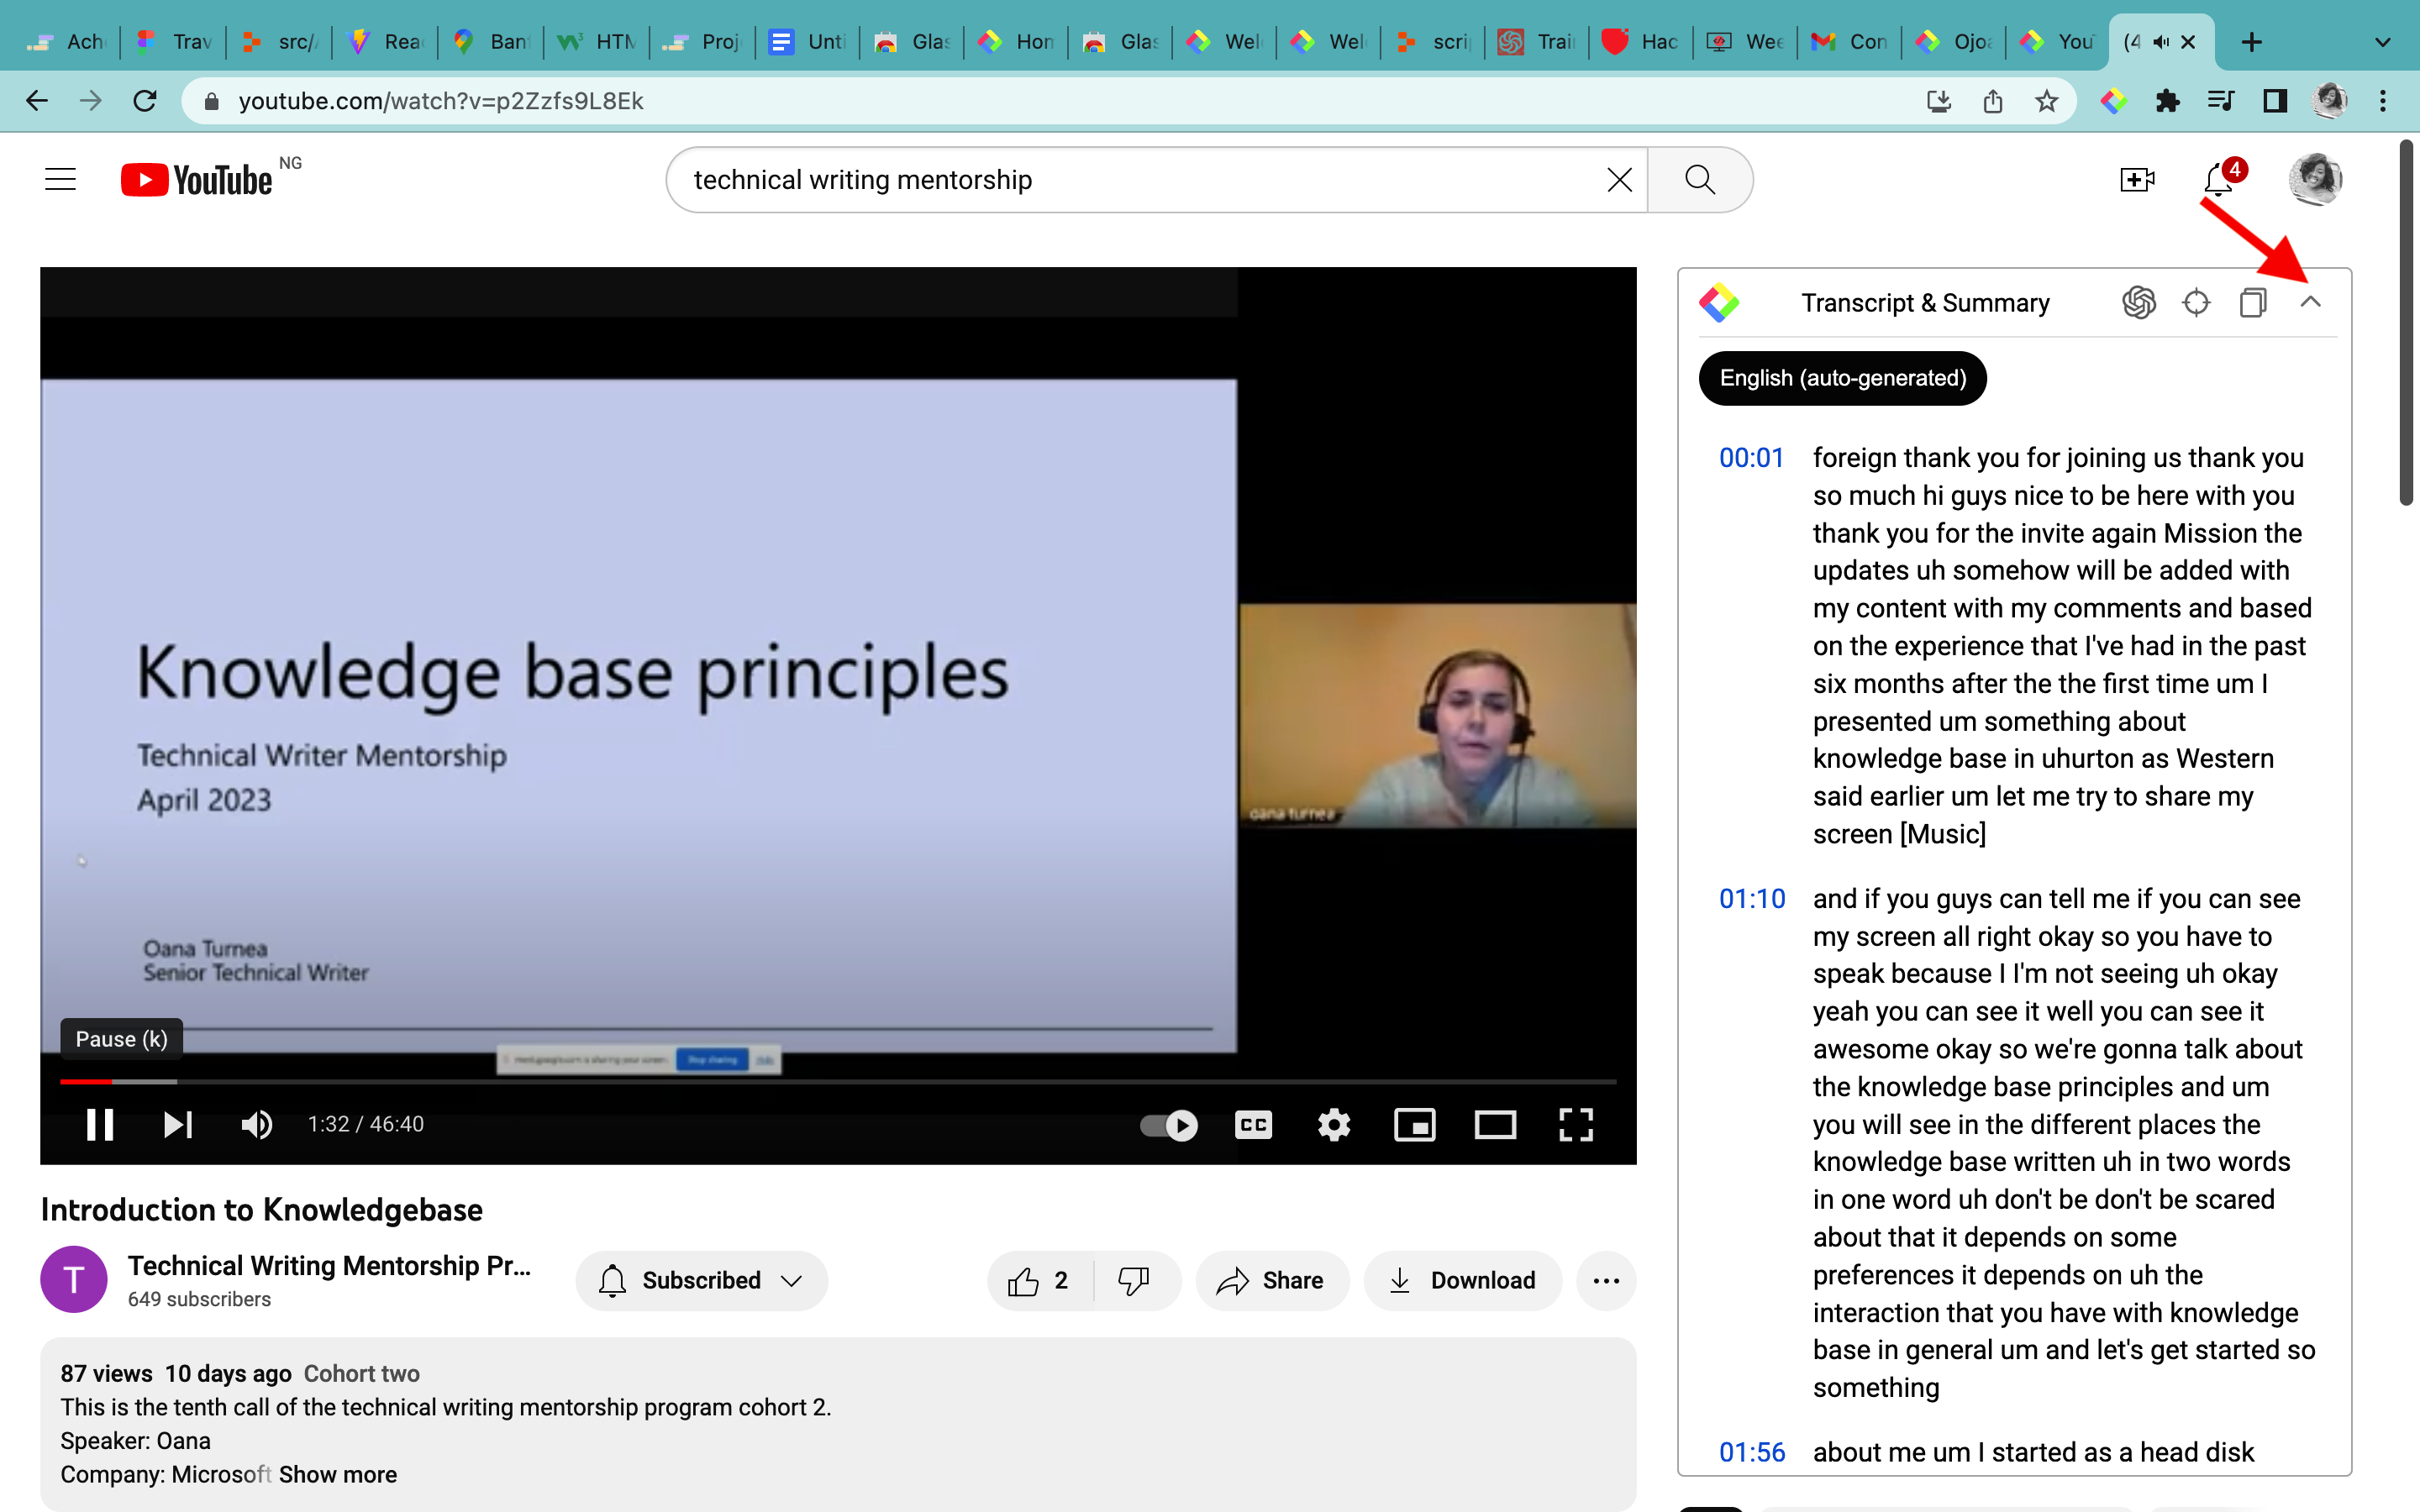 Ach
Trav
src/
Rea
Ban
HTM
Proj
Unti
Glas
Hom
Glas
Wel
Wel
scrip
Trai
Hac
Wee
Con
Ojoa
You
(4
youtube.com/watch?v=p2Zzfs9L8Ek
YouTube NG
technical writing mentorship
4
Knowledge base principles
Technical Writer Mentorship
April 2023
Oana Turnea
Senior Technical Writer
oana turnea
Pause (k)
Stop sharing
Hide
1:32 / 46:40
CC
Introduction to Knowledgebase
T
Technical Writing Mentorship Pr...
649 subscribers
Subscribed
2
Share
Download
87 views 10 days ago Cohort two
This is the tenth call of the technical writing mentorship program cohort 2.
Speaker: Oana
Company: Microsoft Show more
Transcript & Summary
English (auto-generated)
00:01 foreign thank you for joining us thank you
so much hi guys nice to be here with you
thank you for the invite again Mission the
updates uh somehow will be added with
my content with my comments and based
on the experience that I've had in the past
six months after the the first time um I
presented um something about
knowledge base in uhurton as Western
said earlier um let me try to share my
screen [Music]
01:10 and if you guys can tell me if you can see
my screen all right okay so you have to
speak because I I'm not seeing uh okay
yeah you can see it well you can see it
awesome okay so we're gonna talk about
the knowledge base principles and um
you will see in the different places the
knowledge base written uh in two words
in one word uh don't be don't be scared
about that it depends on some
preferences it depends on uh the
interaction that you have with knowledge
base in general um and let's get started so
something
01:56 about me um I started as a head disk